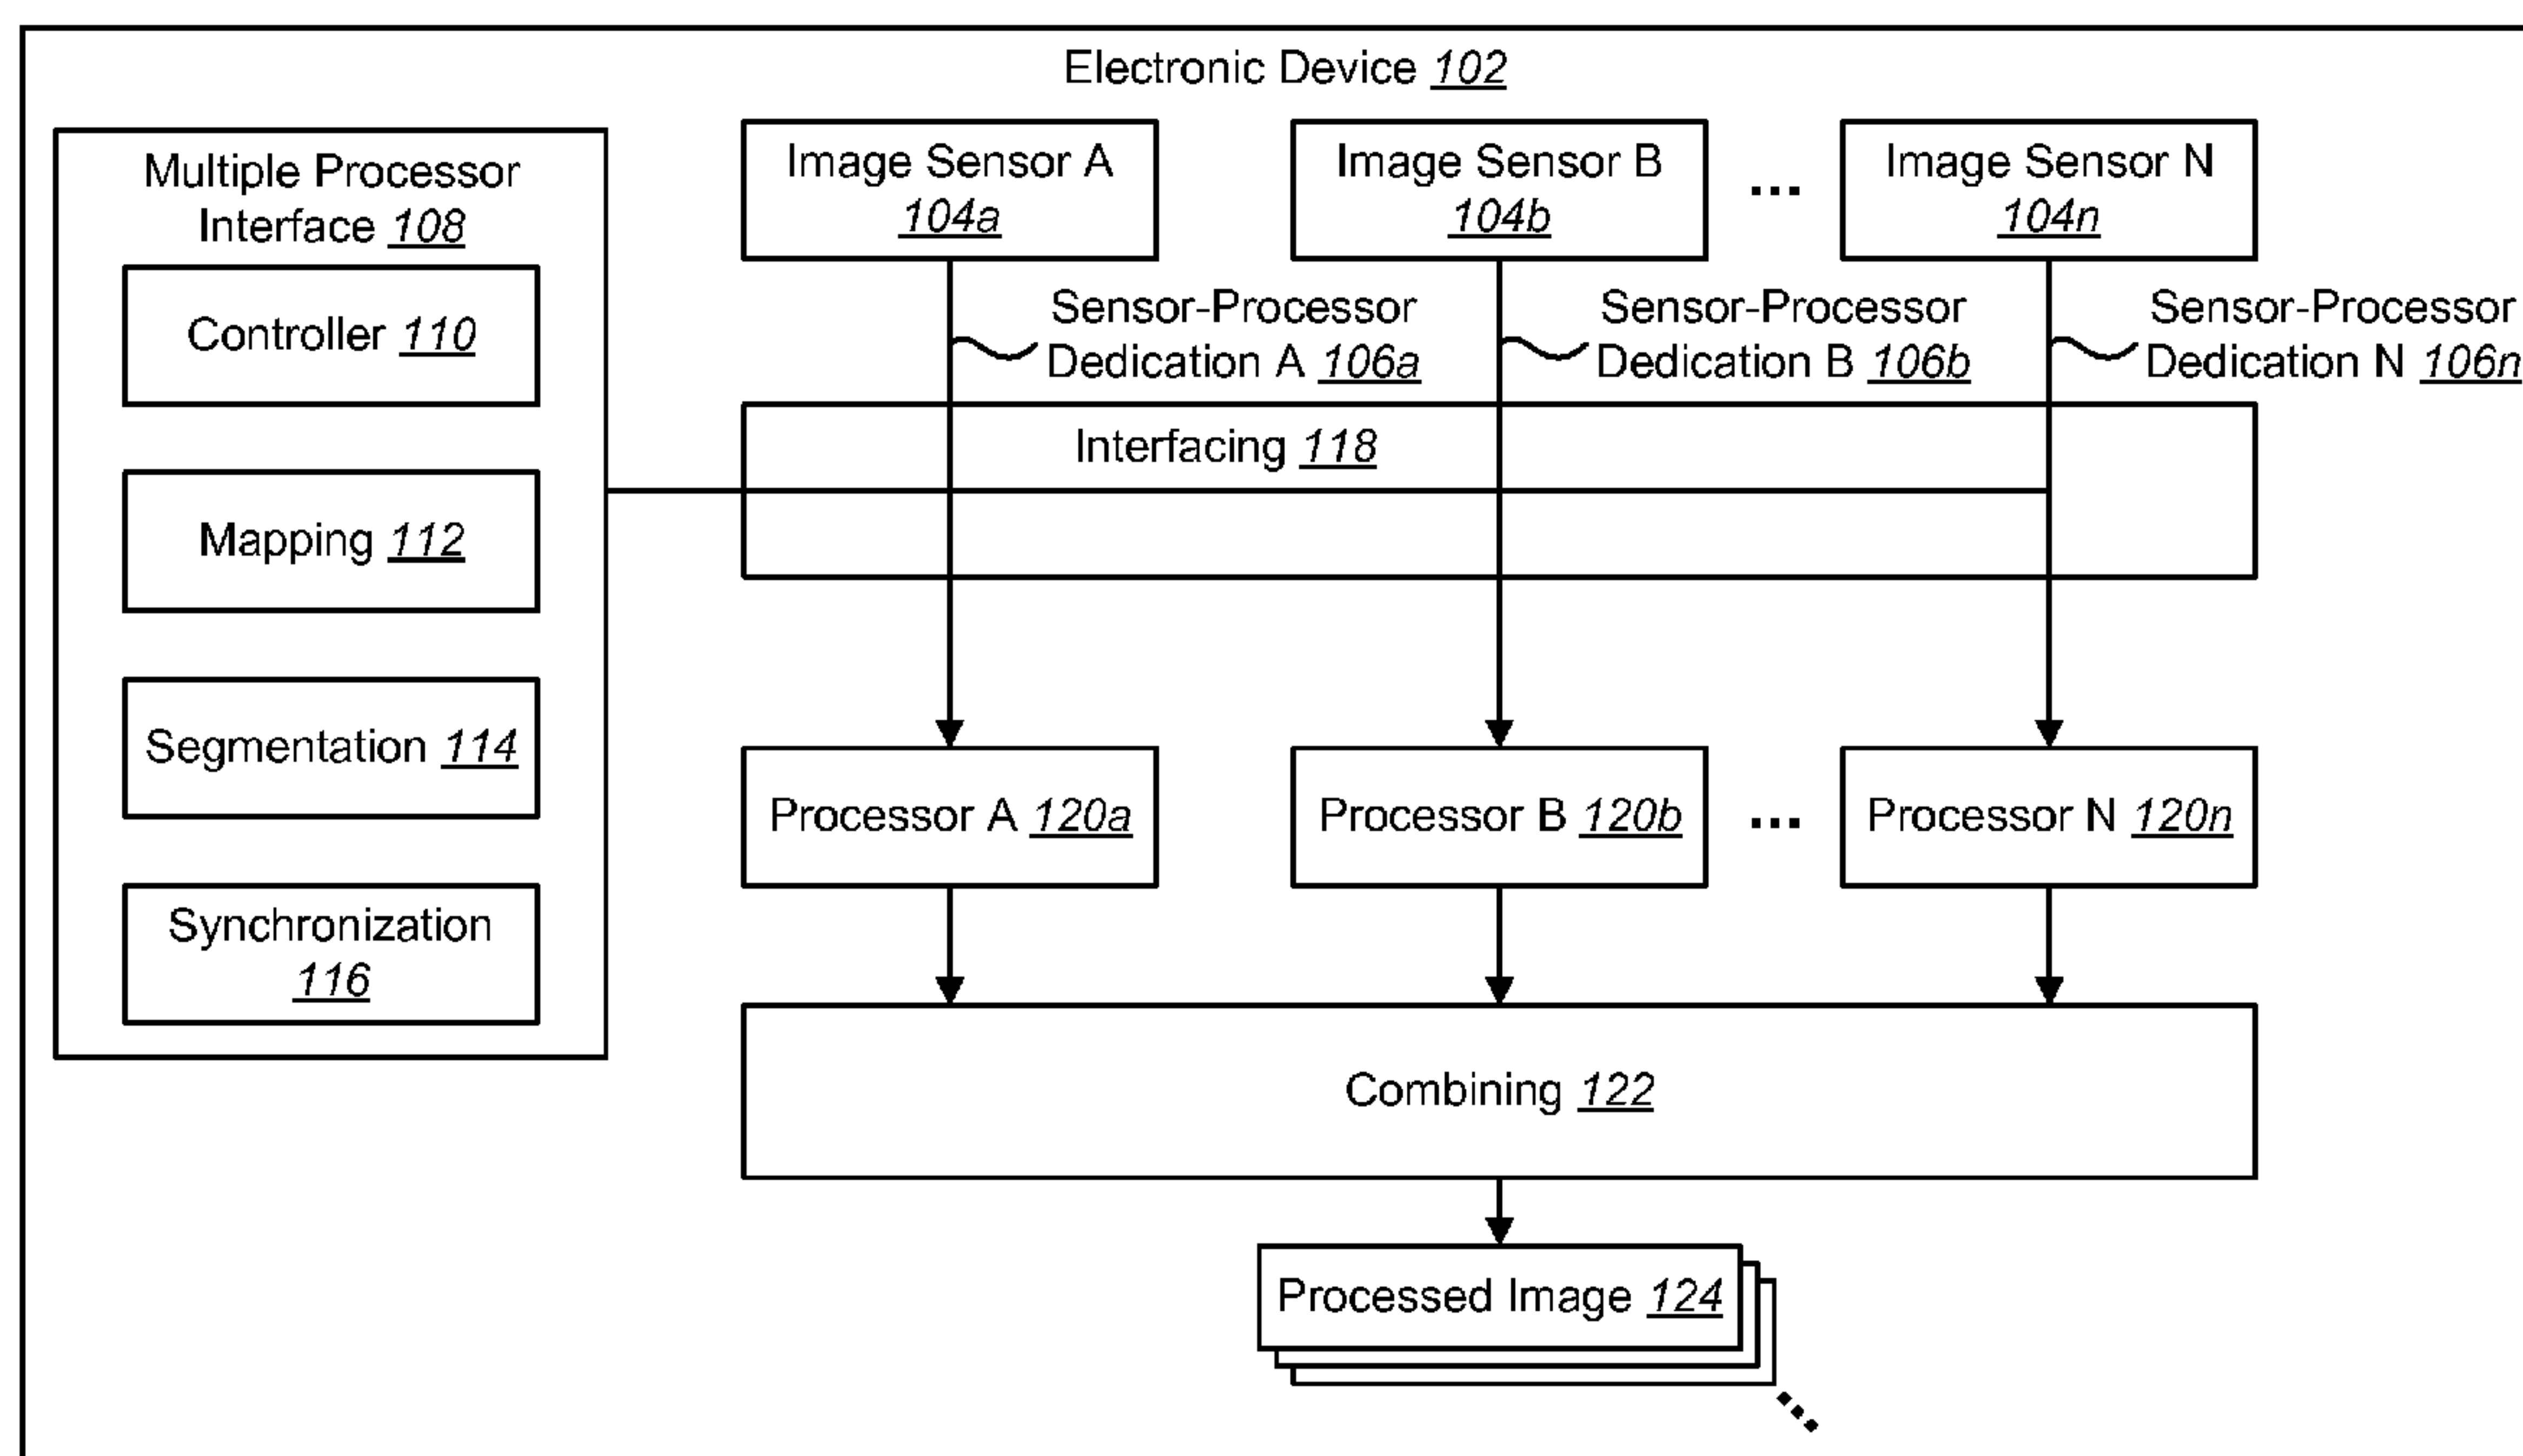 Electronic Device 102
Multiple Processor
Interface 108
Controller 110
Mapping 112
Segmentation 114
Synchronization
116
Image Sensor A
104a
Image Sensor B
104b
...
Image Sensor N
104n
Sensor-Processor
Dedication A 106a
Sensor-Processor
Dedication B 106b
Sensor-Processor
Dedication N 106n
Interfacing 118
Processor A 120a
Processor B 120b
...
Processor N 120n
Combining 122
Processed Image 124
...